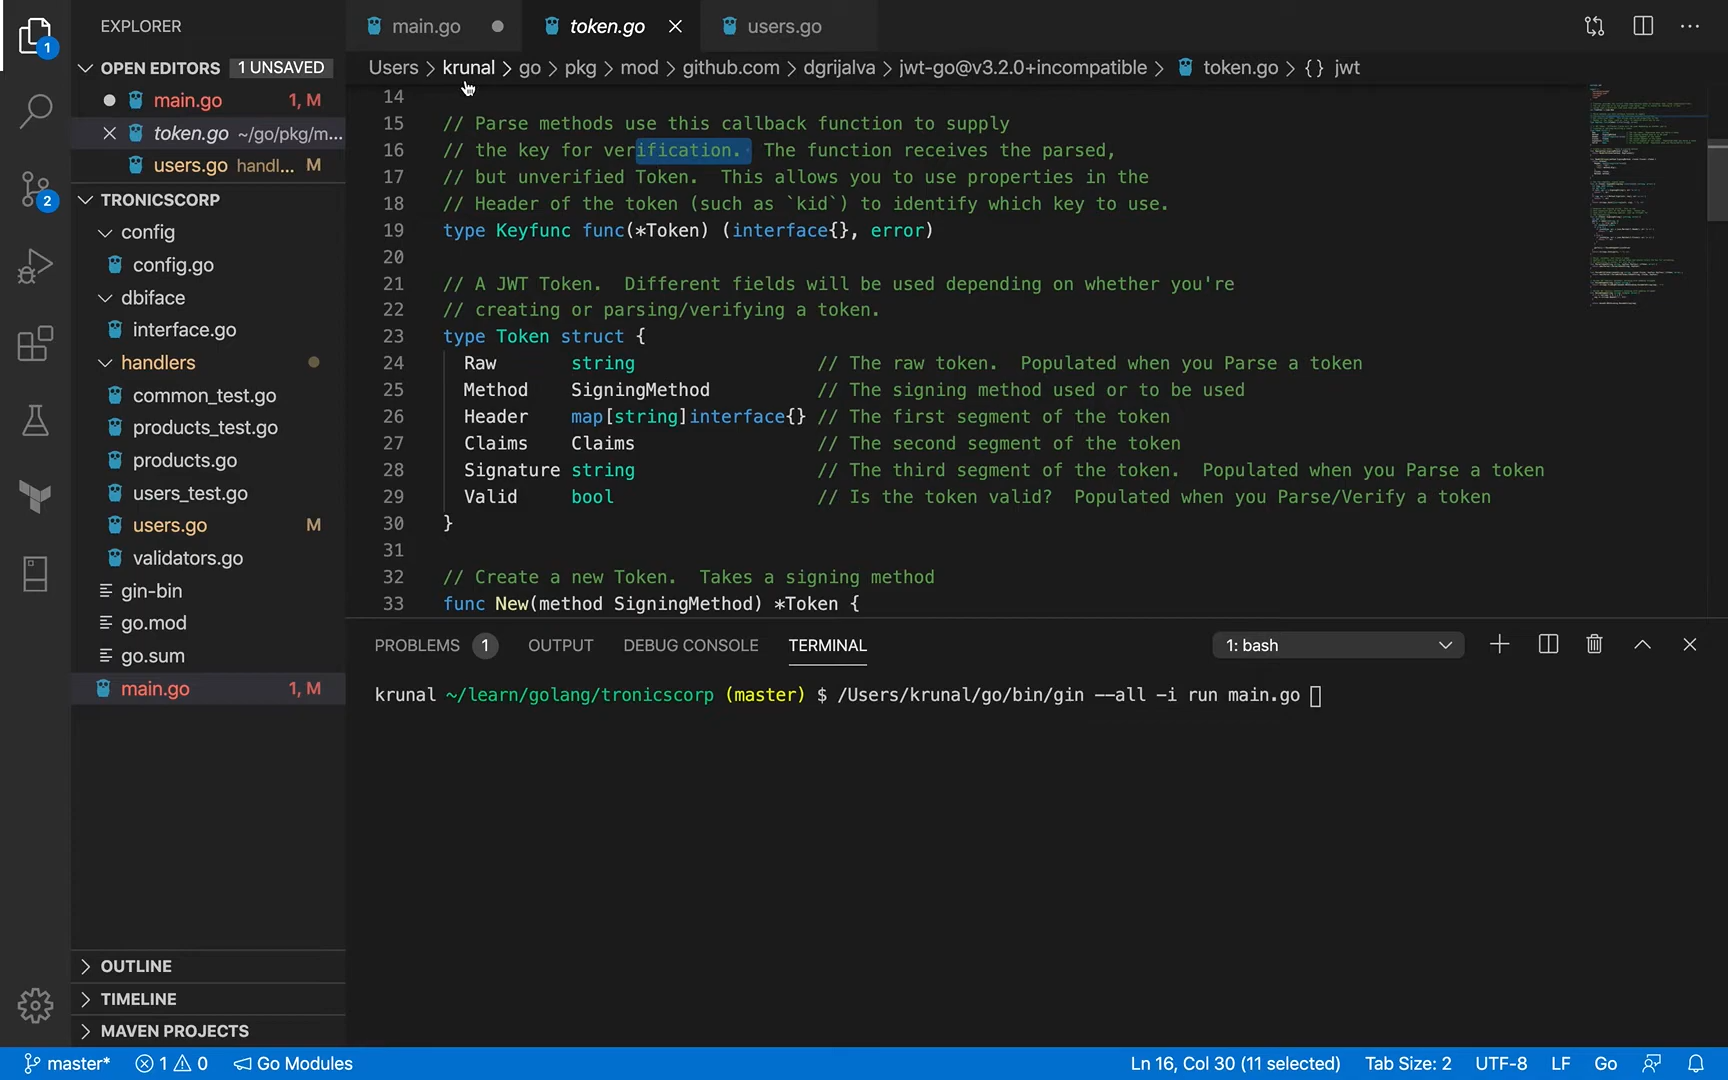 EXPLORER
OPEN EDITORS 1 UNSAVED
main.go 1, M
token.go ~/go/pkg/m...
users.go handl... M
TRONICSCORP
config
config.go
dbiface
interface.go
handlers
common_test.go
products_test.go
products.go
users_test.go
users.go M
validators.go
gin-bin
go.mod
go.sum
main.go 1, M
OUTLINE
TIMELINE
MAVEN PROJECTS
1
2
main.go token.go users.go
Users > krunal > go > pkg > mod > github.com > dgrijalva > jwt-go@v3.2.0+incompatible > token.go > {} jwt
14
15 // Parse methods use this callback function to supply
16 // the key for verification.  The function receives the parsed,
17 // but unverified Token.  This allows you to use properties in the
18 // Header of the token (such as `kid`) to identify which key to use.
19 type Keyfunc func(*Token) (interface{}, error)
20
21 // A JWT Token.  Different fields will be used depending on whether you're
22 // creating or parsing/verifying a token.
23 type Token struct {
24 Raw string // The raw token.  Populated when you Parse a token
25 Method SigningMethod // The signing method used or to be used
26 Header map[string]interface{} // The first segment of the token
27 Claims Claims // The second segment of the token
28 Signature string // The third segment of the token.  Populated when you Parse a token
29 Valid bool // Is the token valid?  Populated when you Parse/Verify a token
30 }
31
32 // Create a new Token.  Takes a signing method
33 func New(method SigningMethod) *Token {
PROBLEMS 1 OUTPUT DEBUG CONSOLE TERMINAL 1: bash
krunal ~/learn/golang/tronicscorp (master) $ /Users/krunal/go/bin/gin --all -i run main.go
master* 1 0 Go Modules Ln 16, Col 30 (11 selected) Tab Size: 2 UTF-8 LF Go